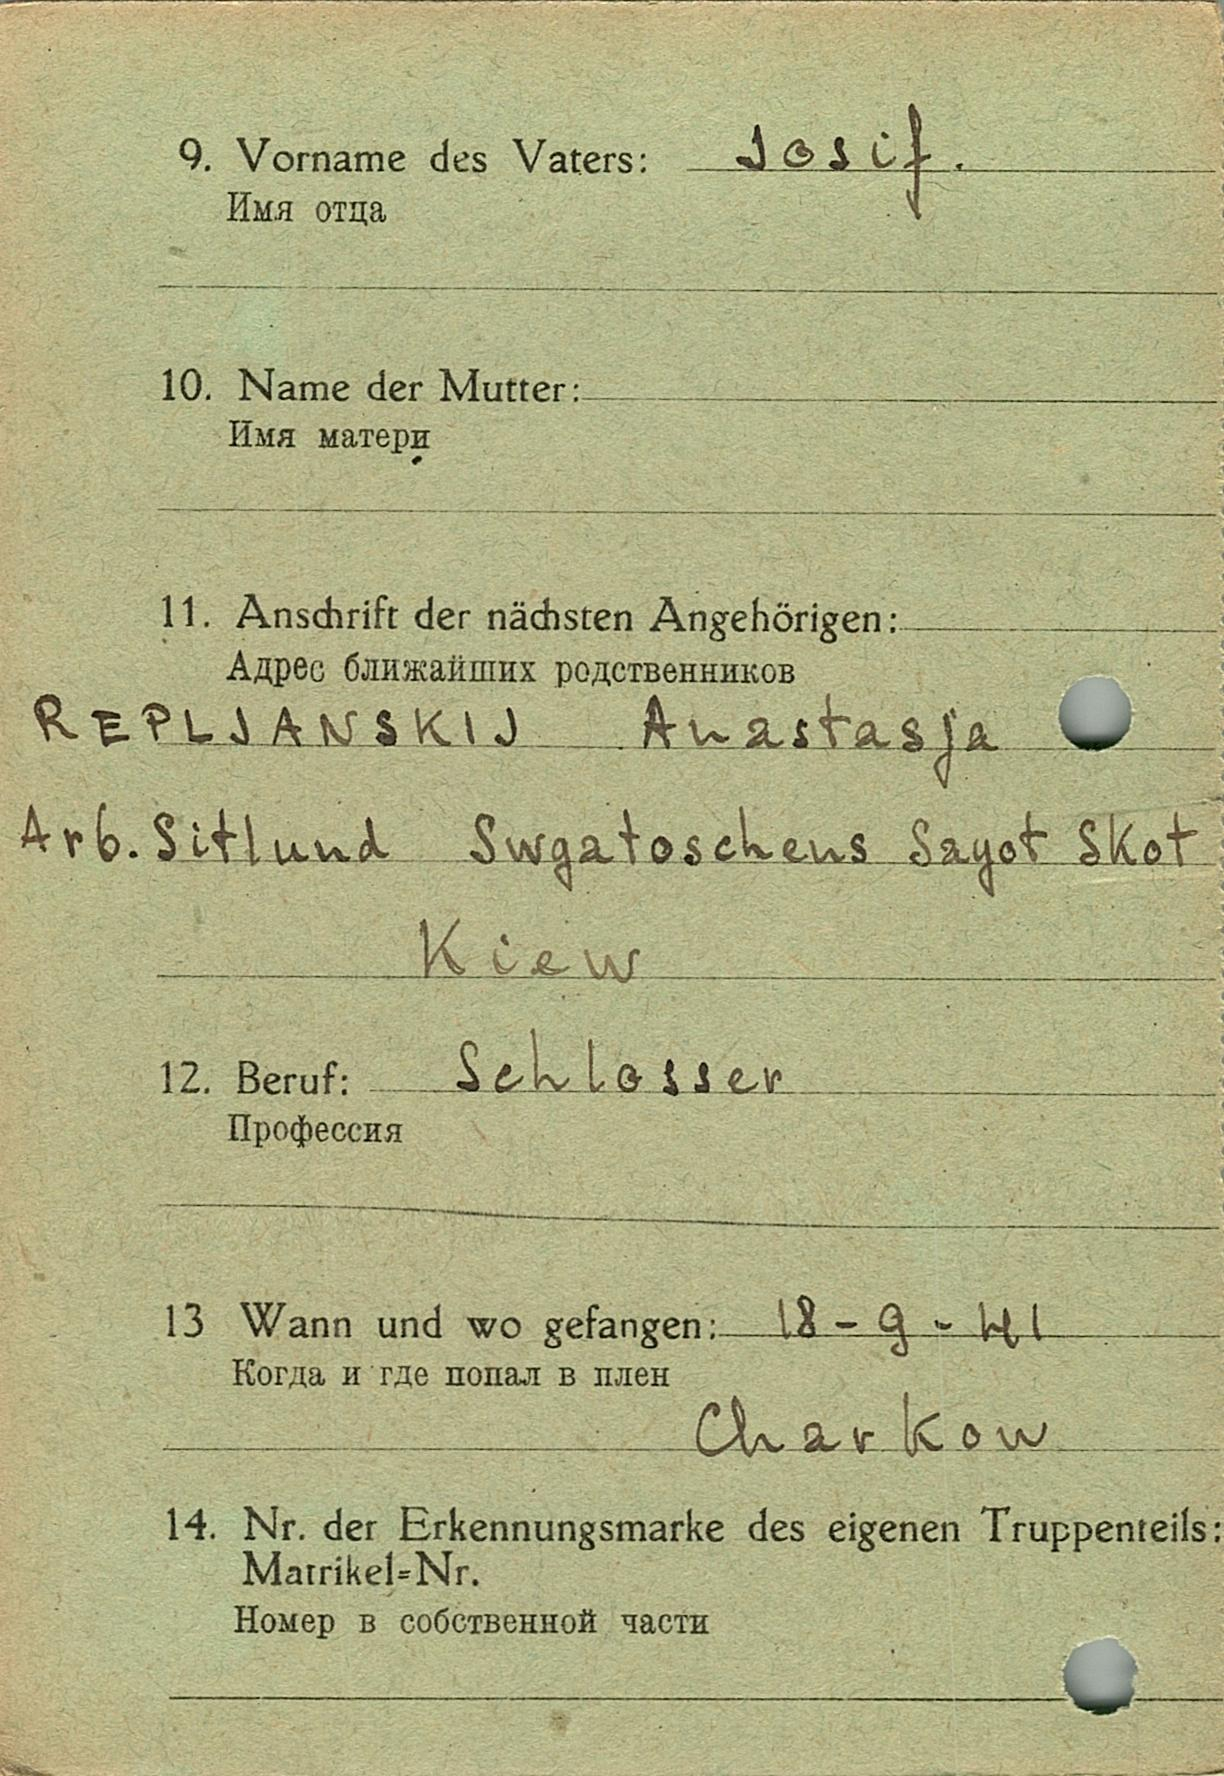 9. Vorname des Vaters: Josif.
Имя отца
10. Name der Mutter:
Имя матери
11. Anschrift der nächsten Angehörigen:
Адрес ближайших родственников
REPLJANSKIJ Anastasja
Arb. Sitlund Swgatoschens Sayot Skot
Kiew
12. Beruf: Schlosser
Профессия
13 Wann und wo gefangen: 18-9-41
Когда и где попал в плен
Charkow
14. Nr. der Erkennungsmarke des eigenen Truppenteils:
Matrikel=Nr.
Номер в собственной части